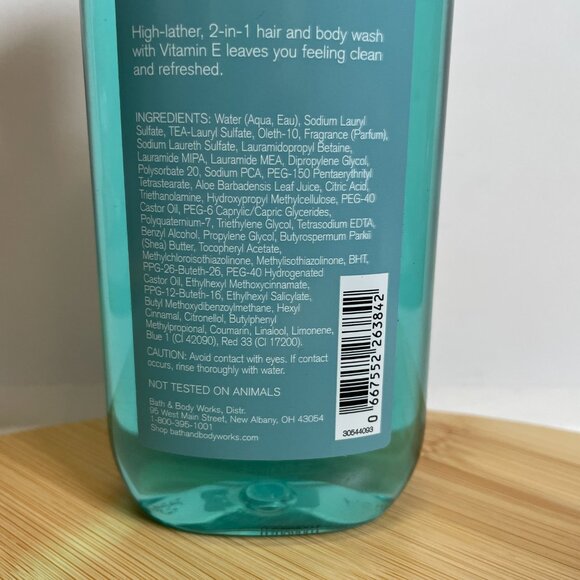 High-lather, 2-in-1 hair and body wash
with Vitamin E leaves you feeling clean
and refreshed.
INGREDIENTS: Water (Aqua, Eau), Sodium Lauryl
Sulfate, TEA-Lauryl Sulfate, Oleth-10, Fragrance (Parfum),
Sodium Laureth Sulfate, Lauramidopropyl Betaine,
Lauramide MIPA, Lauramide MEA, Dipropylene Glycol,
Polysorbate 20, Sodium PCA, PEG-150 Pentaerythrityl
Tetrastearate, Aloe Barbadensis Leaf Juice, Citric Acid,
Triethanolamine, Hydroxypropyl Methylcellulose, PEG-40
Castor Oil, PEG-6 Caprylic/Capric Glycerides,
Polyquaternium-7, Triethylene Glycol, Tetrasodium EDTA,
Benzyl Alcohol, Propylene Glycol, Butyrospermum Parkii
(Shea) Butter, Tocopheryl Acetate,
Methylchloroisothiazolinone, Methylisothiazolinone, BHT,
PPG-26-Buteth-26, PEG-40 Hydrogenated
Castor Oil, Ethylhexyl Methoxycinnamate,
PPG-12-Buteth-16, Ethylhexyl Salicylate,
Butyl Methoxydibenzoylmethane, Hexyl
Cinnamal, Citronellol, Butylphenyl
Methylpropional, Coumarin, Linalool, Limonene,
Blue 1 (CI 42090), Red 33 (CI 17200).
CAUTION: Avoid contact with eyes. If contact
occurs, rinse thoroughly with water.
NOT TESTED ON ANIMALS
Bath & Body Works, Distr.
95 West Main Street, New Albany, OH 43054
1-800-395-1001
Shop bathandbodyworks.com
0 667552 263842
30544093